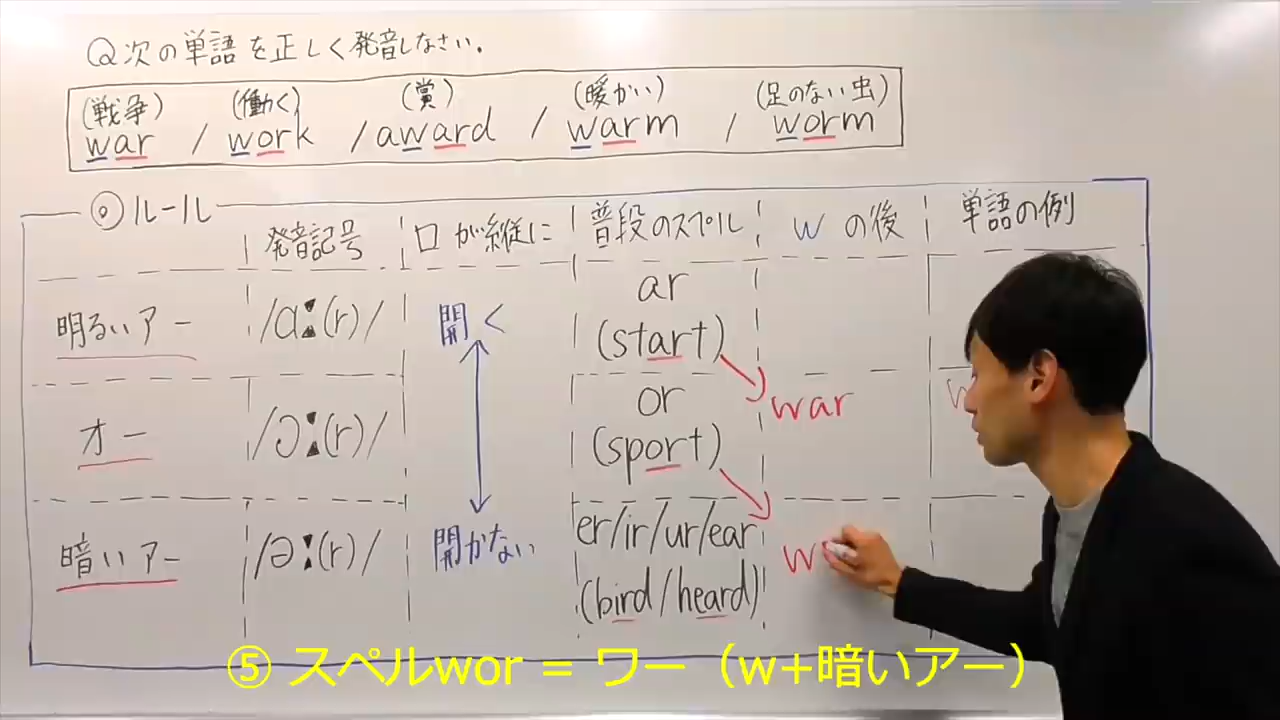 Q 次の単語を正しく発音しなさい.
(戦争) (働く) (賞) (暖かい) (足のない虫)
war / work / award / warm / worm
◎ルール
発音記号 口が縦に 普段のスペル wの後 単語の例
明るいアー /ɑː(r)/ 開く ar
(start)
オー /ɔː(r)/ or war w
(sport)
暗いアー /əː(r)/ 開かない er/ir/ur/ear w
(bird/heard)
⑤ スペルwor = ワー（w+暗いアー）